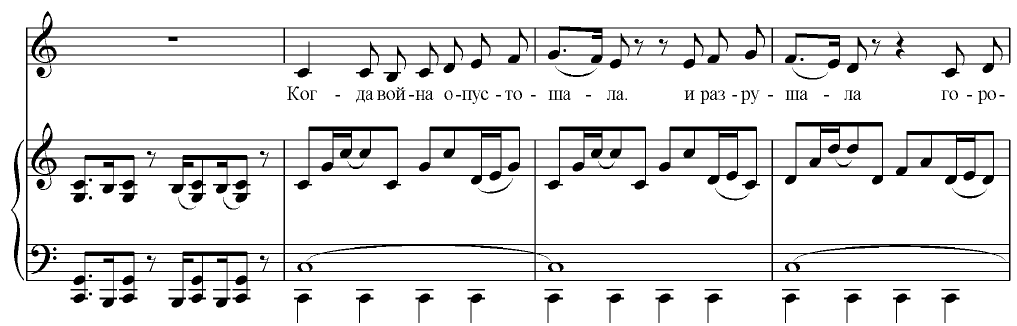 Ког - да вой - на о-пус - то - ша - ла. и раз - ру - ша - ла го - ро-